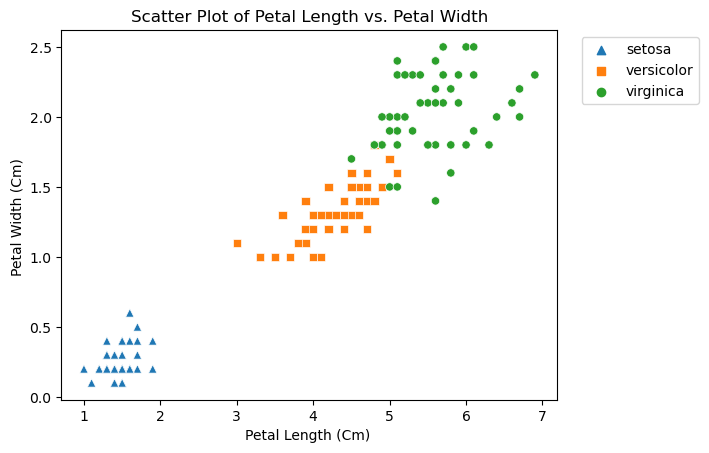 Scatter Plot of Petal Length vs. Petal Width
setosa
versicolor
virginica
Petal Width (Cm)
2.5
2.0
1.5
1.0
0.5
0.0
1 2 3 4 5 6 7
Petal Length (Cm)